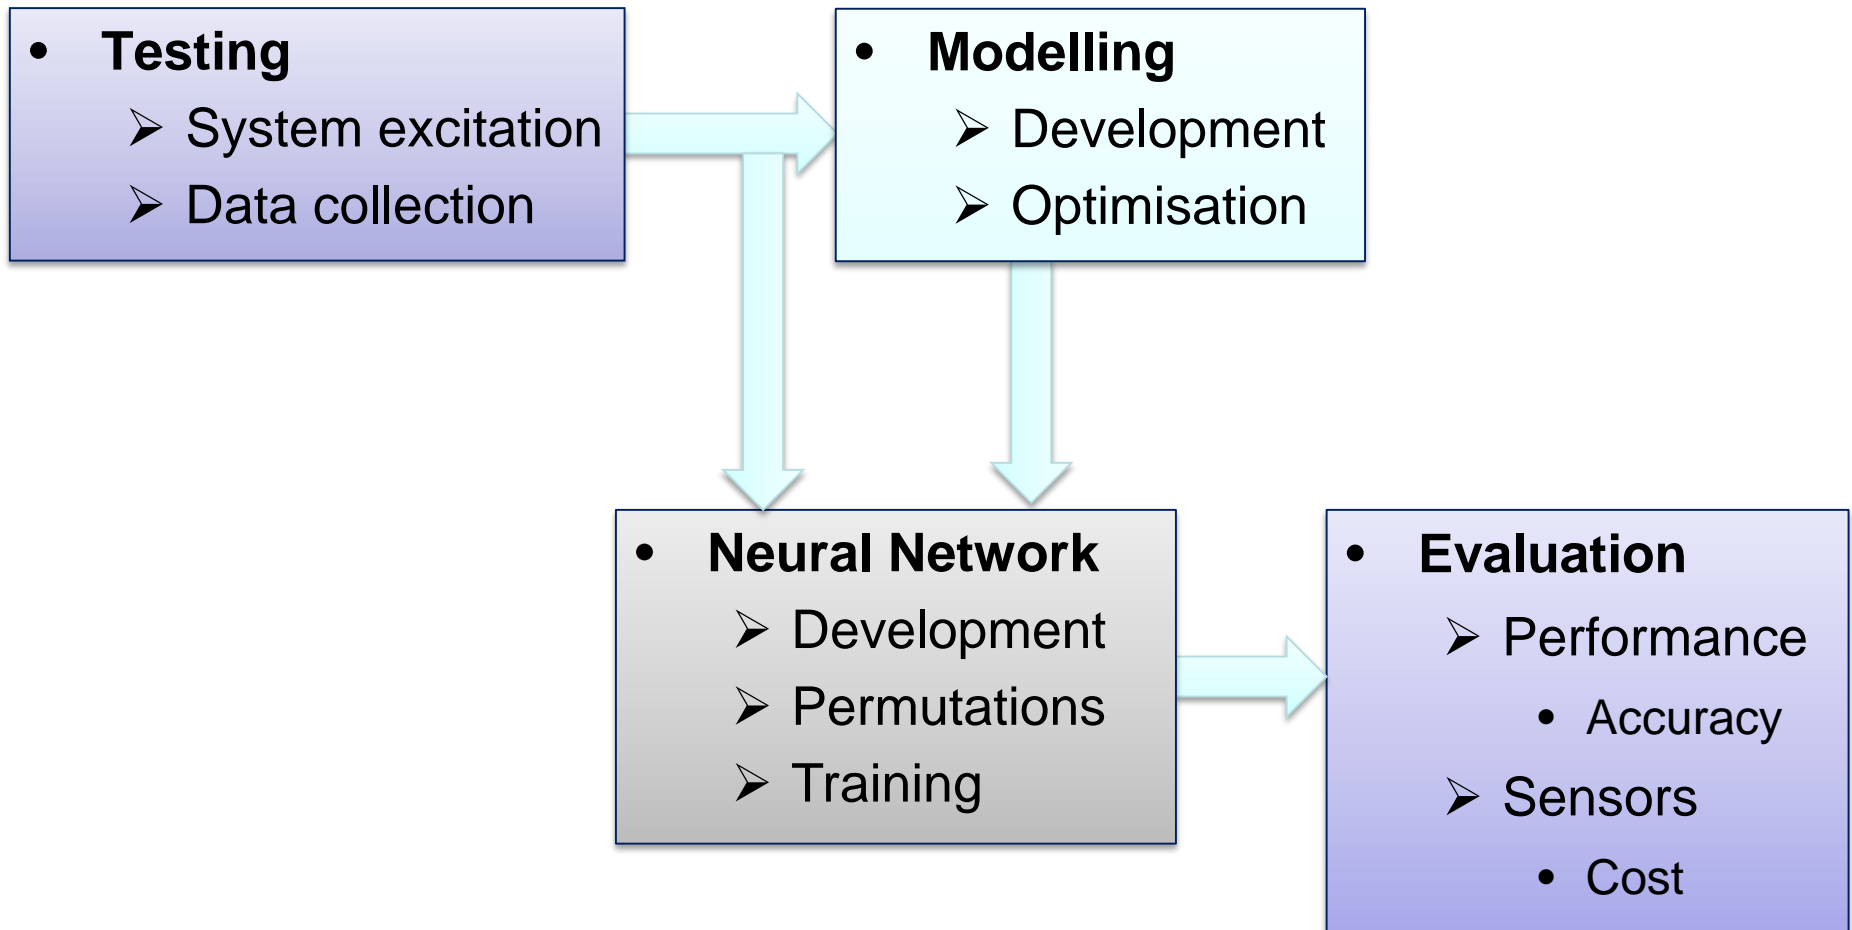 • Testing
➢ System excitation
➢ Data collection
• Modelling
➢ Development
➢ Optimisation
• Neural Network
➢ Development
➢ Permutations
➢ Training
• Evaluation
➢ Performance
• Accuracy
➢ Sensors
• Cost